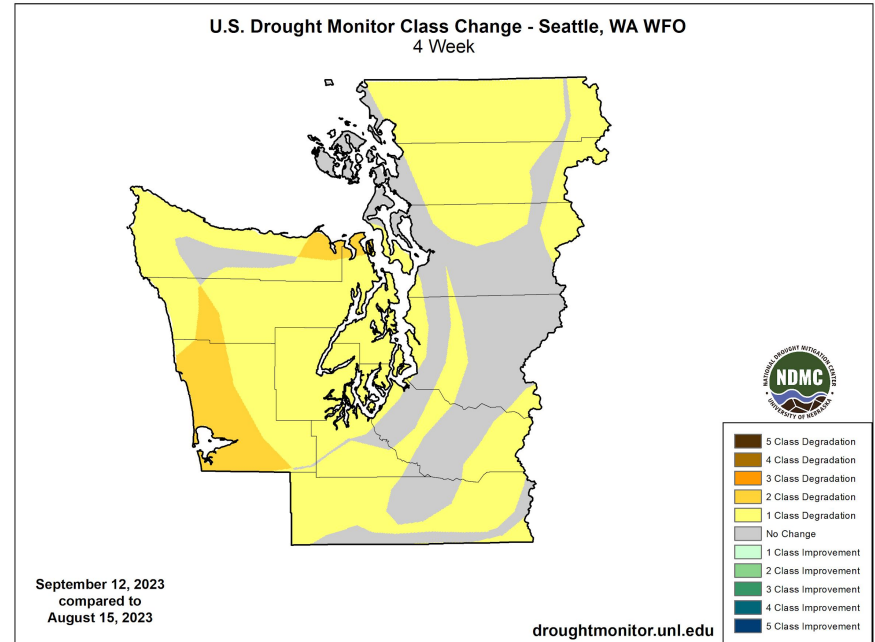 U.S. Drought Monitor Class Change - Seattle, WA WFO
4 Week
NATIONAL DROUGHT MITIGATION CENTER
NDMC
UNIVERSITY OF NEBRASKA
5 Class Degradation
4 Class Degradation
3 Class Degradation
2 Class Degradation
1 Class Degradation
No Change
1 Class Improvement
2 Class Improvement
3 Class Improvement
4 Class Improvement
5 Class Improvement
September 12, 2023
compared to
August 15, 2023
droughtmonitor.unl.edu